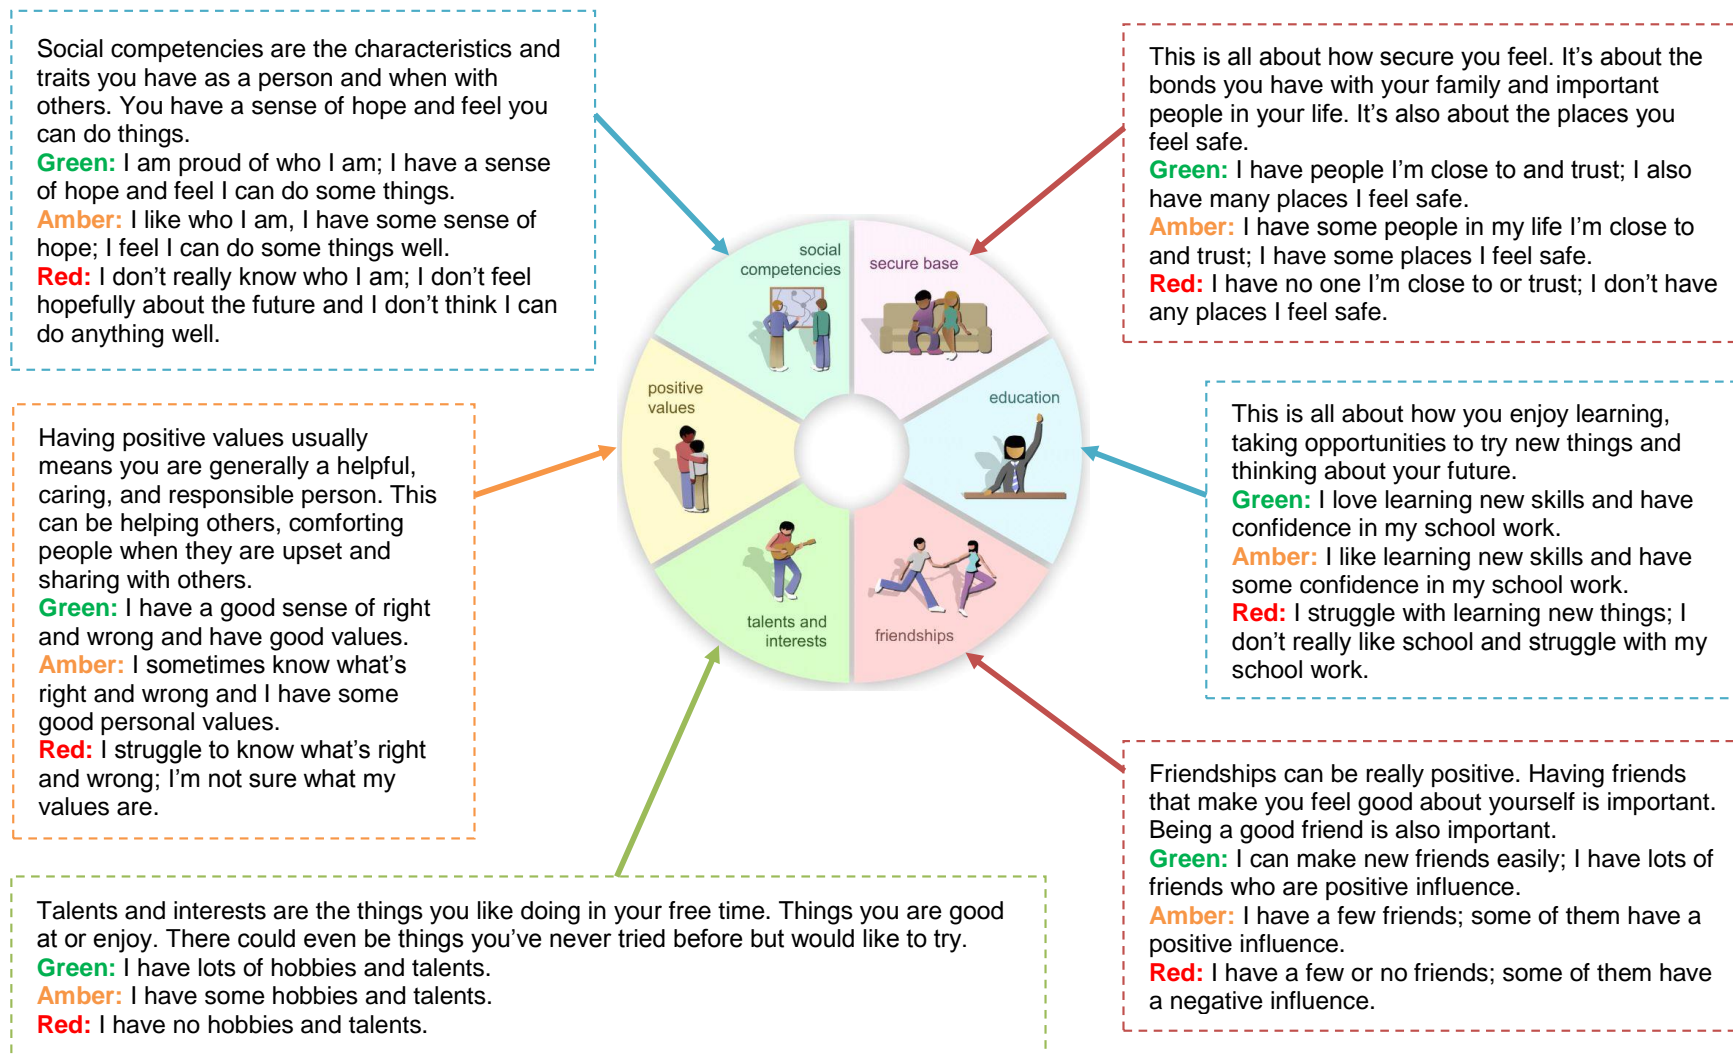 Social competencies are the characteristics and
traits you have as a person and when with
others. You have a sense of hope and feel you
can do things.
Green: I am proud of who I am; I have a sense
of hope and feel I can do some things.
Amber: I like who I am, I have some sense of
hope; I feel I can do some things well.
Red: I don’t really know who I am; I don’t feel
hopefully about the future and I don’t think I can
do anything well.
This is all about how secure you feel. It’s about the
bonds you have with your family and important
people in your life. It’s also about the places you
feel safe.
Green: I have people I’m close to and trust; I also
have many places I feel safe.
Amber: I have some people in my life I’m close to
and trust; I have some places I feel safe.
Red: I have no one I’m close to or trust; I don’t have
any places I feel safe.
social
competencies
secure base
positive
values
education
talents and
interests
friendships
Having positive values usually
means you are generally a helpful,
caring, and responsible person. This
can be helping others, comforting
people when they are upset and
sharing with others.
Green: I have a good sense of right
and wrong and have good values.
Amber: I sometimes know what’s
right and wrong and I have some
good personal values.
Red: I struggle to know what’s right
and wrong; I’m not sure what my
values are.
This is all about how you enjoy learning,
taking opportunities to try new things and
thinking about your future.
Green: I love learning new skills and have
confidence in my school work.
Amber: I like learning new skills and have
some confidence in my school work.
Red: I struggle with learning new things; I
don’t really like school and struggle with my
school work.
Friendships can be really positive. Having friends
that make you feel good about yourself is important.
Being a good friend is also important.
Green: I can make new friends easily; I have lots of
friends who are positive influence.
Amber: I have a few friends; some of them have a
positive influence.
Red: I have a few or no friends; some of them have
a negative influence.
Talents and interests are the things you like doing in your free time. Things you are good
at or enjoy. There could even be things you’ve never tried before but would like to try.
Green: I have lots of hobbies and talents.
Amber: I have some hobbies and talents.
Red: I have no hobbies and talents.